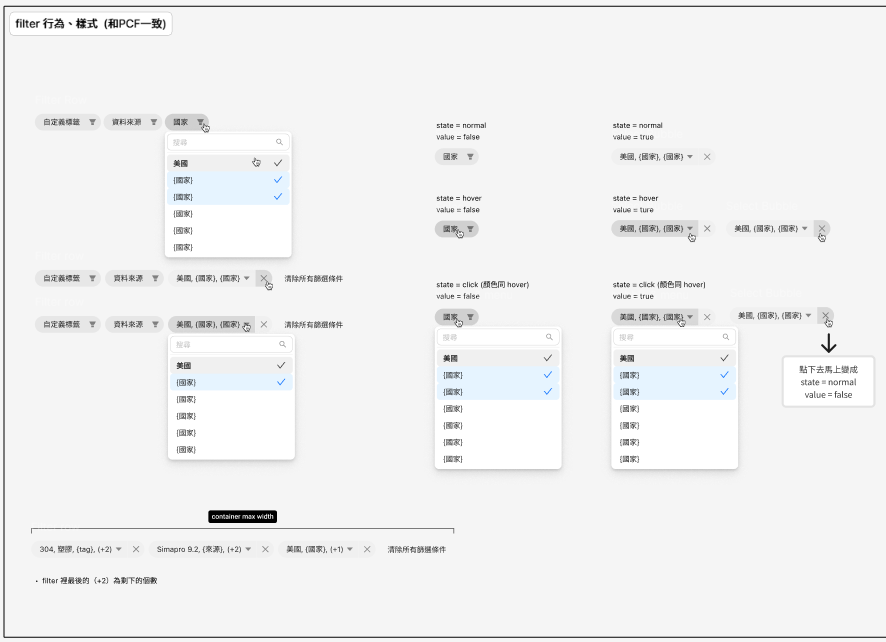 filter 行為、樣式 (和PCF一致)
自定義標籤
資料來源
國家
搜尋
美國
{國家}
{國家}
{國家}
{國家}
{國家}
自定義標籤
資料來源
美國, {國家}, {國家}
清除所有篩選條件
自定義標籤
資料來源
美國, {國家}, {國家}
清除所有篩選條件
搜尋
美國
{國家}
{國家}
{國家}
{國家}
{國家}
state = normal
value = false
國家
state = normal
value = true
美國, {國家}, {國家}
state = hover
value = false
國家
state = hover
value = ture
美國, {國家}, {國家}
美國, {國家}, {國家}
state = click (顏色同 hover)
value = false
國家
搜尋
美國
{國家}
{國家}
{國家}
{國家}
{國家}
{國家}
state = click (顏色同 hover)
value = true
美國, {國家}, {國家}
搜尋
美國
{國家}
{國家}
{國家}
{國家}
{國家}
{國家}
美國, {國家}, {國家}
點下去馬上變成
state = normal
value = false
container max width
304, 塑膠, {tag}, (+2)
Simapro 9.2, {來源}, (+2)
美國, {國家}, (+1)
清除所有篩選條件
• filter 裡最後的（+2）為剩下的個數